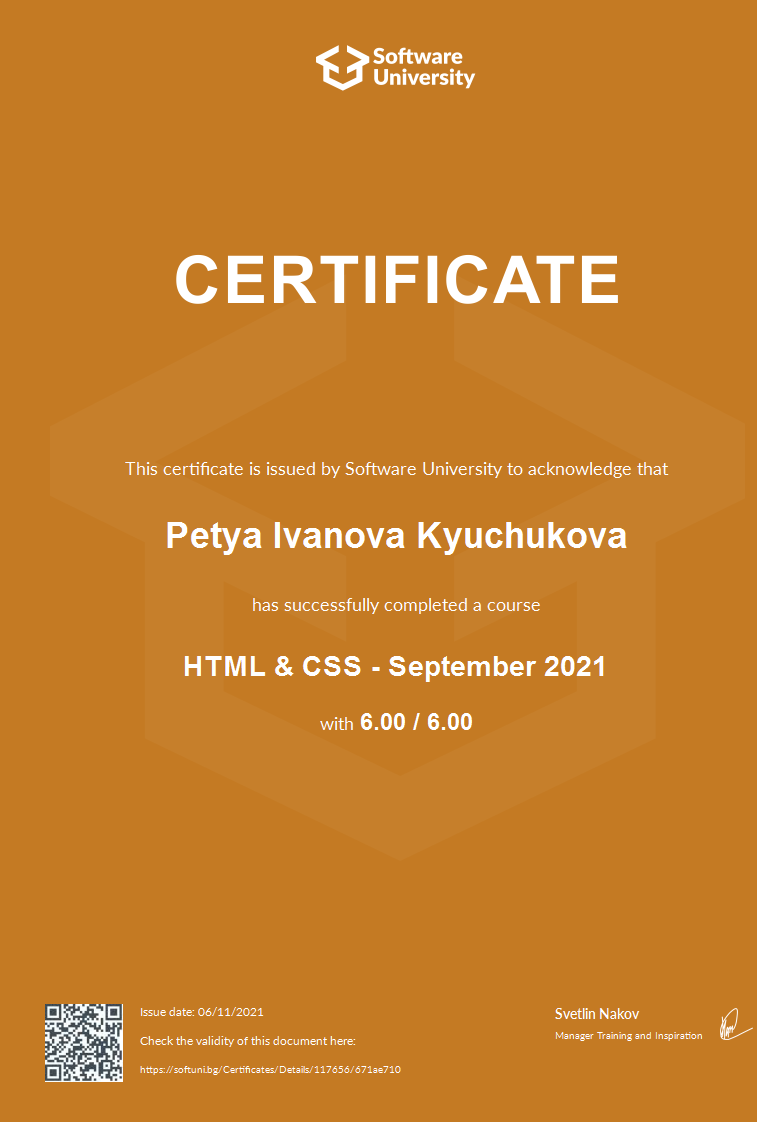 Software
University
CERTIFICATE
This certificate is issued by Software University to acknowledge that
Petya Ivanova Kyuchukova
has successfully completed a course
HTML & CSS - September 2021
with 6.00 / 6.00
Issue date: 06/11/2021
Check the validity of this document here:
https://softuni.bg/Certificates/Details/117656/671ae710
Svetlin Nakov
Manager Training and Inspiration